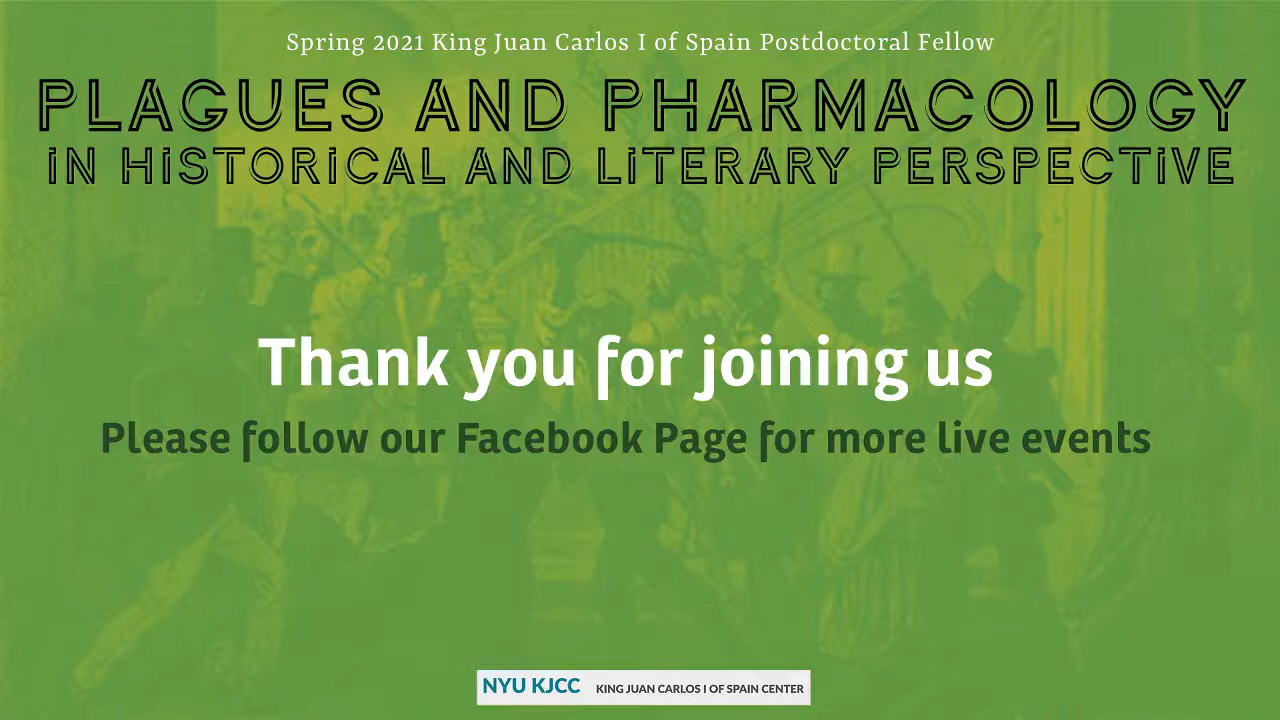 Spring 2021 King Juan Carlos I of Spain Postdoctoral Fellow
PLAGUES AND PHARMACOLOGY
iN HiSTORiCAL AND LiTERARY PERSPECTiVE
Thank you for joining us
Please follow our Facebook Page for more live events
NYU KJCC KING JUAN CARLOS I OF SPAIN CENTER